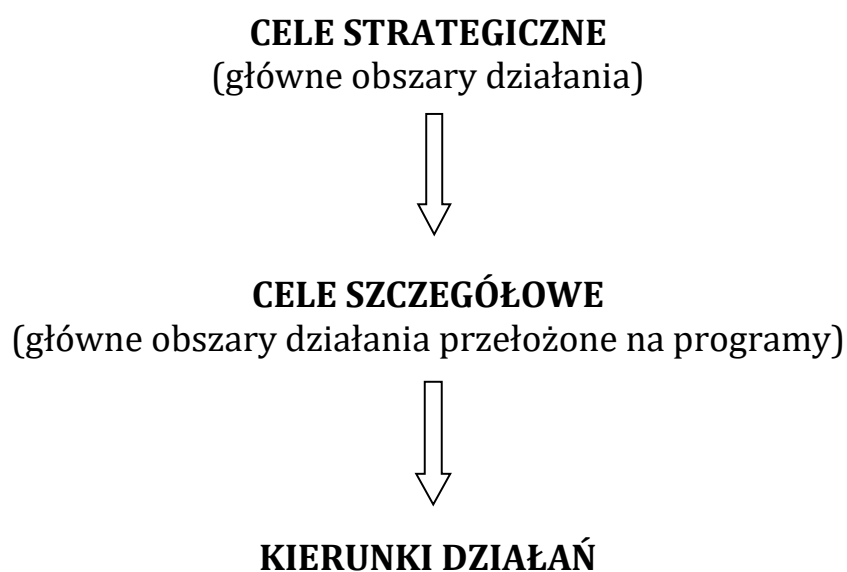 CELE STRATEGICZNE
(główne obszary działania)
CELE SZCZEGÓŁOWE
(główne obszary działania przełożone na programy)
KIERUNKI DZIAŁAŃ